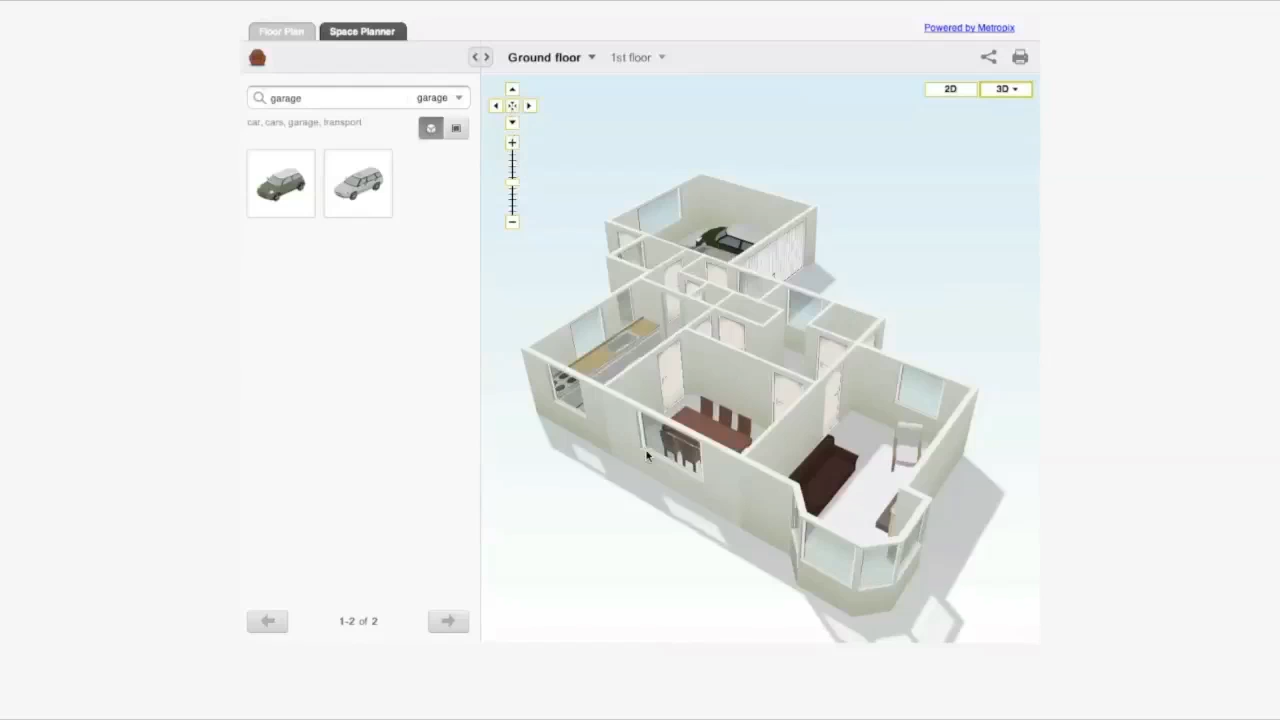 Floor Plan
Space Planner
Powered by Metropix
Ground floor
1st floor
garage
garage
car, cars, garage, transport
2D
3D
1-2 of 2